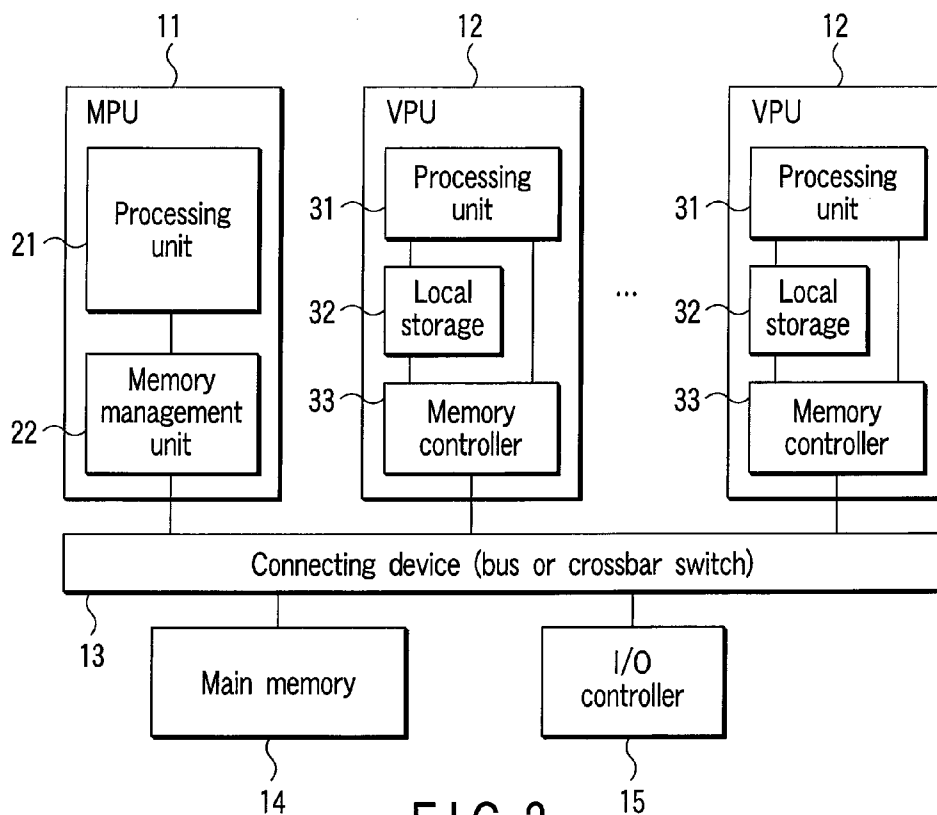 11
12
12
MPU
VPU
VPU
Processing
unit
21
Memory
management
unit
22
Processing
unit
31
Local
storage
32
33
Memory
controller
...
Processing
unit
31
Local
storage
32
33
Memory
controller
Connecting device (bus or crossbar switch)
13
Main memory
14
I/O
controller
15